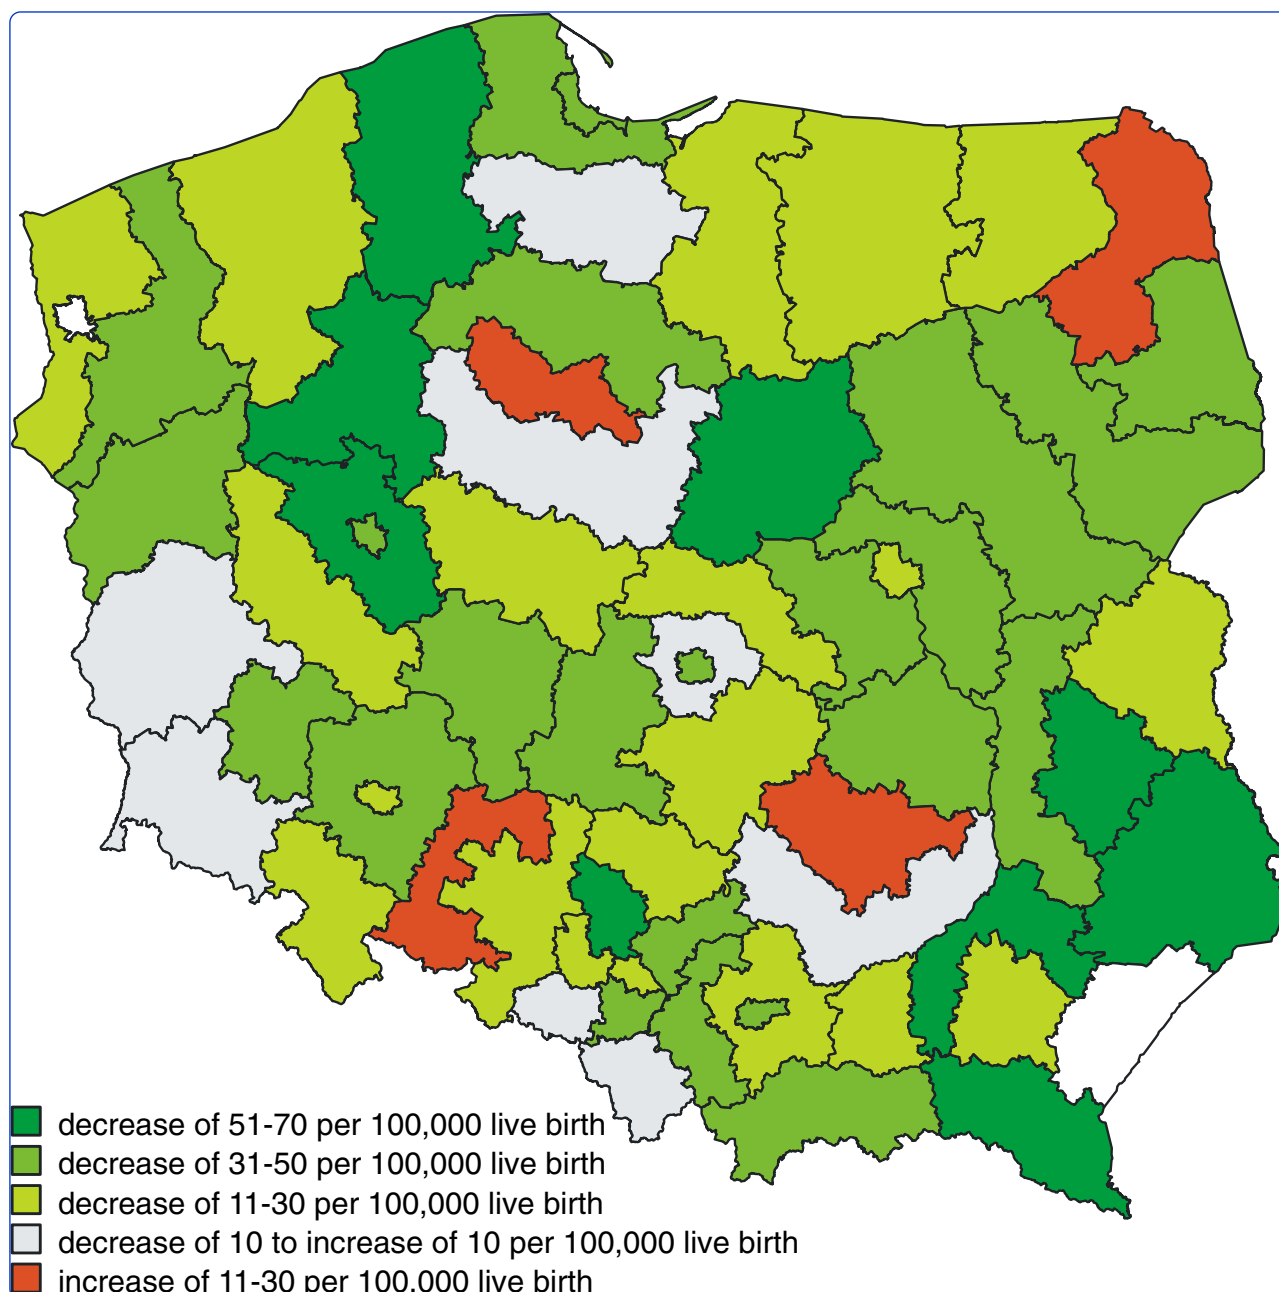 decrease of 51-70 per 100,000 live birth
decrease of 31-50 per 100,000 live birth
decrease of 11-30 per 100,000 live birth
decrease of 10 to increase of 10 per 100,000 live birth
increase of 11-30 per 100,000 live birth